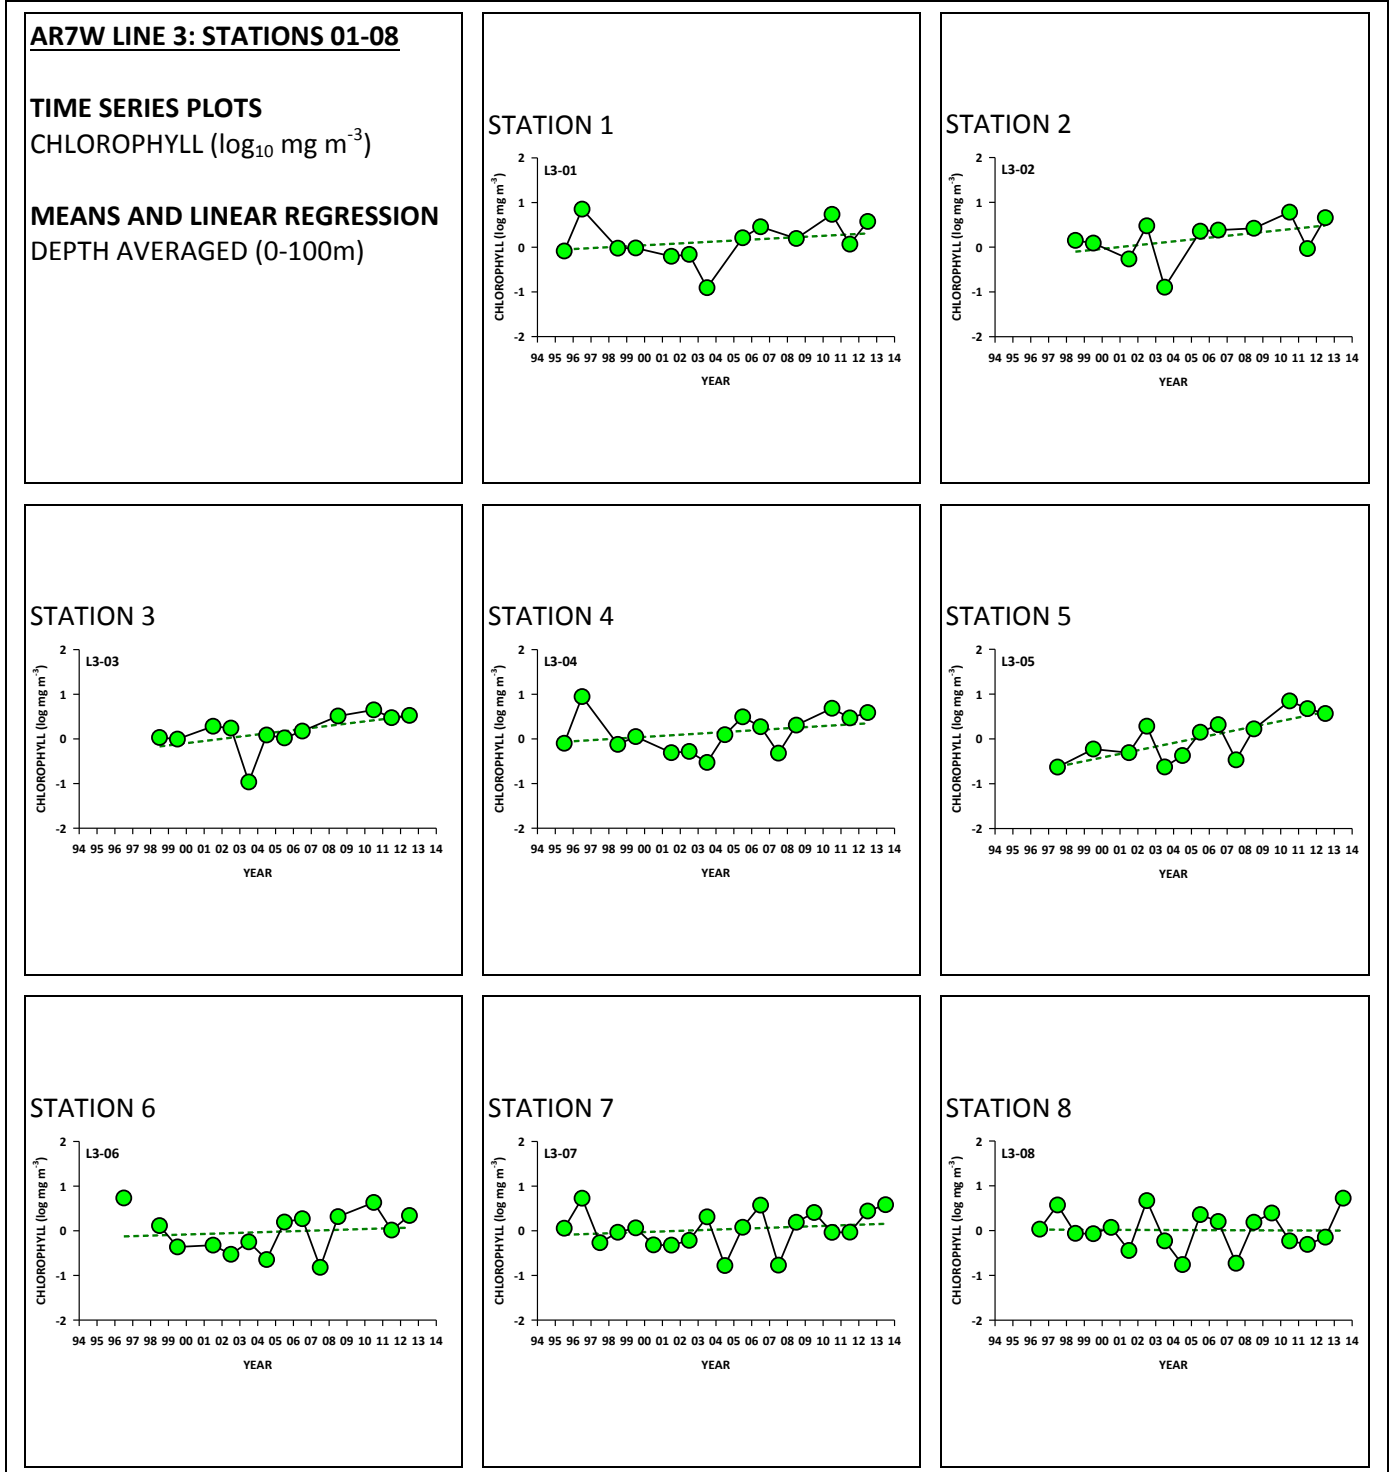 AR7W LINE 3: STATIONS 01-08
TIME SERIES PLOTS
CHLOROPHYLL (log₁₀ mg m⁻³)
MEANS AND LINEAR REGRESSION
DEPTH AVERAGED (0-100m)
STATION 1
L3-01
CHLOROPHYLL (log mg m⁻³)
2
1
0
-1
-2
94 95 96 97 98 99 00 01 02 03 04 05 06 07 08 09 10 11 12 13 14
YEAR
STATION 2
L3-02
CHLOROPHYLL (log mg m⁻³)
2
1
0
-1
-2
94 95 96 97 98 99 00 01 02 03 04 05 06 07 08 09 10 11 12 13 14
YEAR
STATION 3
L3-03
CHLOROPHYLL (log mg m⁻³)
2
1
0
-1
-2
94 95 96 97 98 99 00 01 02 03 04 05 06 07 08 09 10 11 12 13 14
YEAR
STATION 4
L3-04
CHLOROPHYLL (log mg m⁻³)
2
1
0
-1
-2
94 95 96 97 98 99 00 01 02 03 04 05 06 07 08 09 10 11 12 13 14
YEAR
STATION 5
L3-05
CHLOROPHYLL (log mg m⁻³)
2
1
0
-1
-2
94 95 96 97 98 99 00 01 02 03 04 05 06 07 08 09 10 11 12 13 14
YEAR
STATION 6
L3-06
CHLOROPHYLL (log mg m⁻³)
2
1
0
-1
-2
94 95 96 97 98 99 00 01 02 03 04 05 06 07 08 09 10 11 12 13 14
YEAR
STATION 7
L3-07
CHLOROPHYLL (log mg m⁻³)
2
1
0
-1
-2
94 95 96 97 98 99 00 01 02 03 04 05 06 07 08 09 10 11 12 13 14
YEAR
STATION 8
L3-08
CHLOROPHYLL (log mg m⁻³)
2
1
0
-1
-2
94 95 96 97 98 99 00 01 02 03 04 05 06 07 08 09 10 11 12 13 14
YEAR